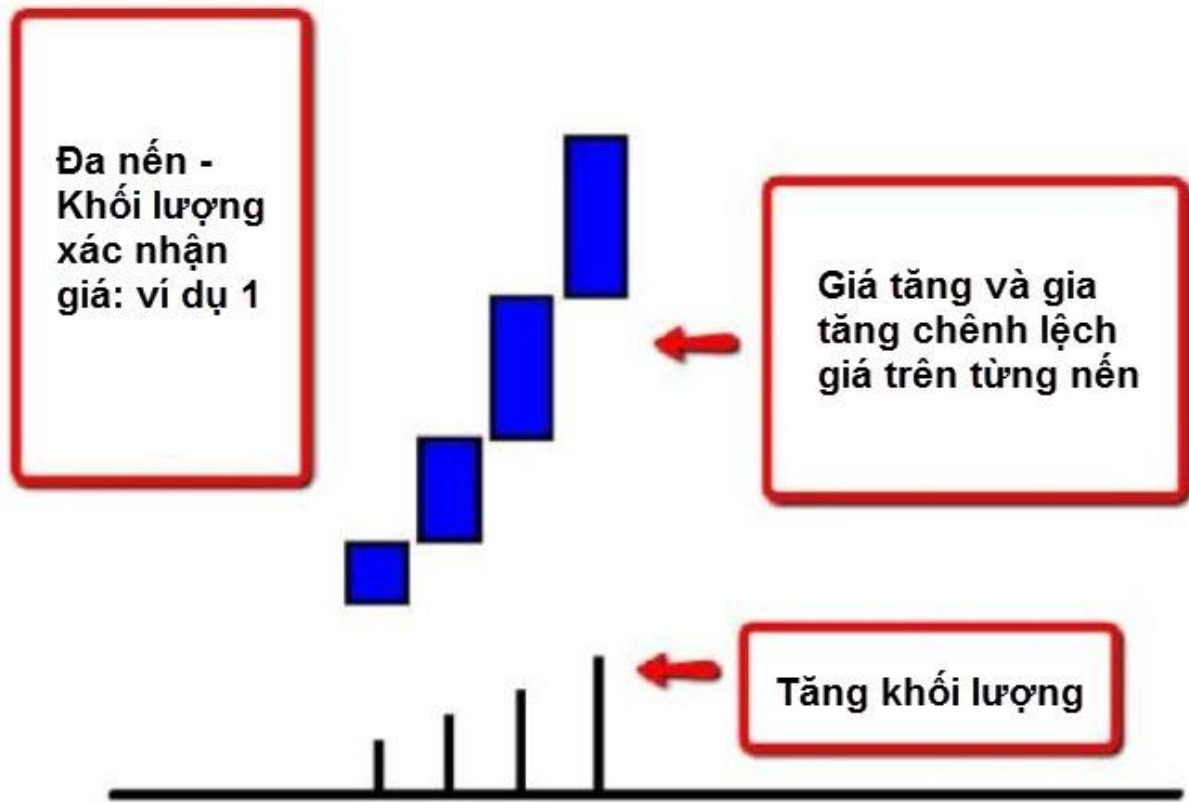 Đa nến -
Khối lượng
xác nhận
giá: ví dụ 1
Giá tăng và gia
tăng chênh lệch
giá trên từng nến
Tăng khối lượng